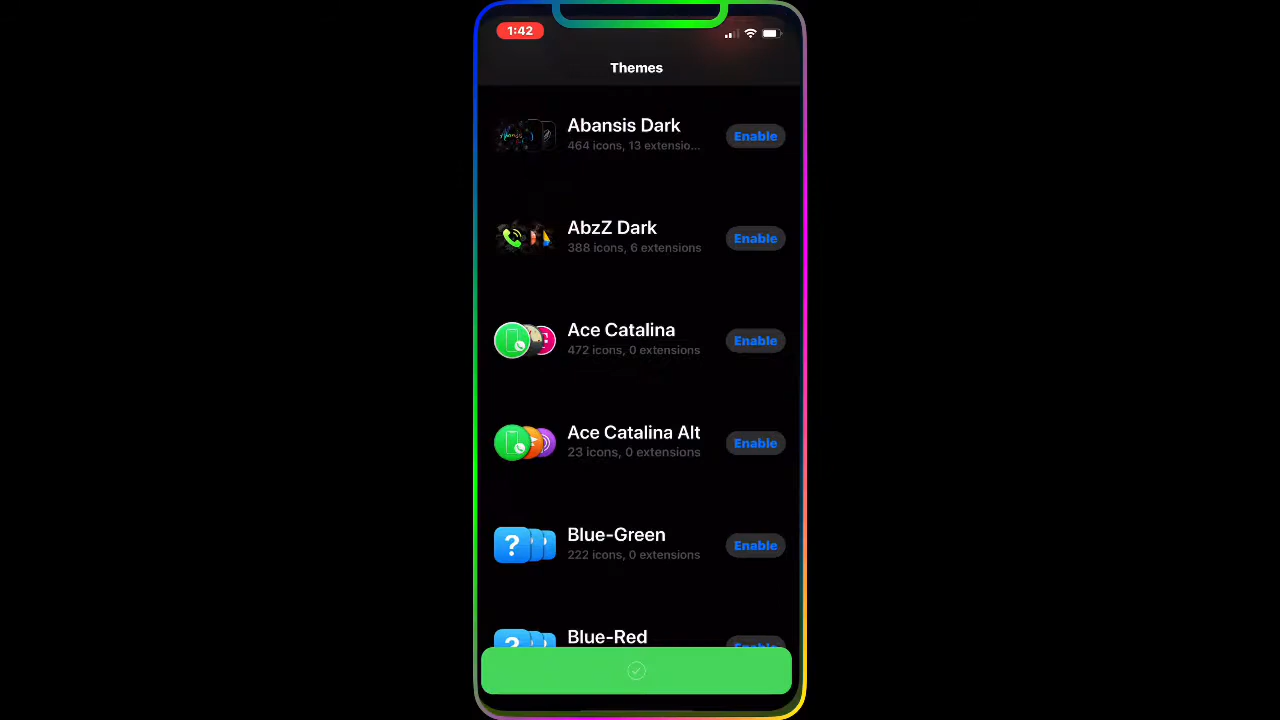 1:42
Themes
Abansis Dark
464 icons, 13 extensio...
Enable
AbzZ Dark
388 icons, 6 extensions
Enable
Ace Catalina
472 icons, 0 extensions
Enable
Ace Catalina Alt
23 icons, 0 extensions
Enable
Blue-Green
222 icons, 0 extensions
Enable
?
Blue-Red
Enable
?